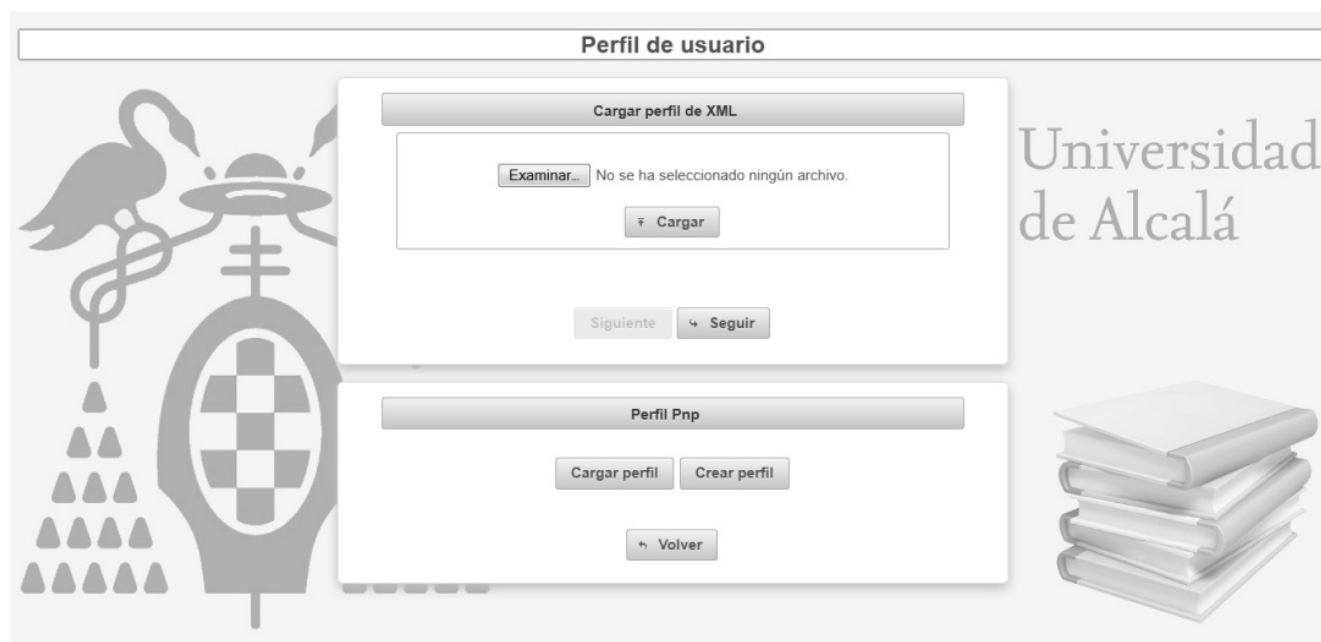 Perfil de usuario
Cargar perfil de XML
Examinar... No se ha seleccionado ningún archivo.
Cargar
Siguiente Seguir
Universidad
de Alcalá
Perfil Pnp
Cargar perfil Crear perfil
Volver